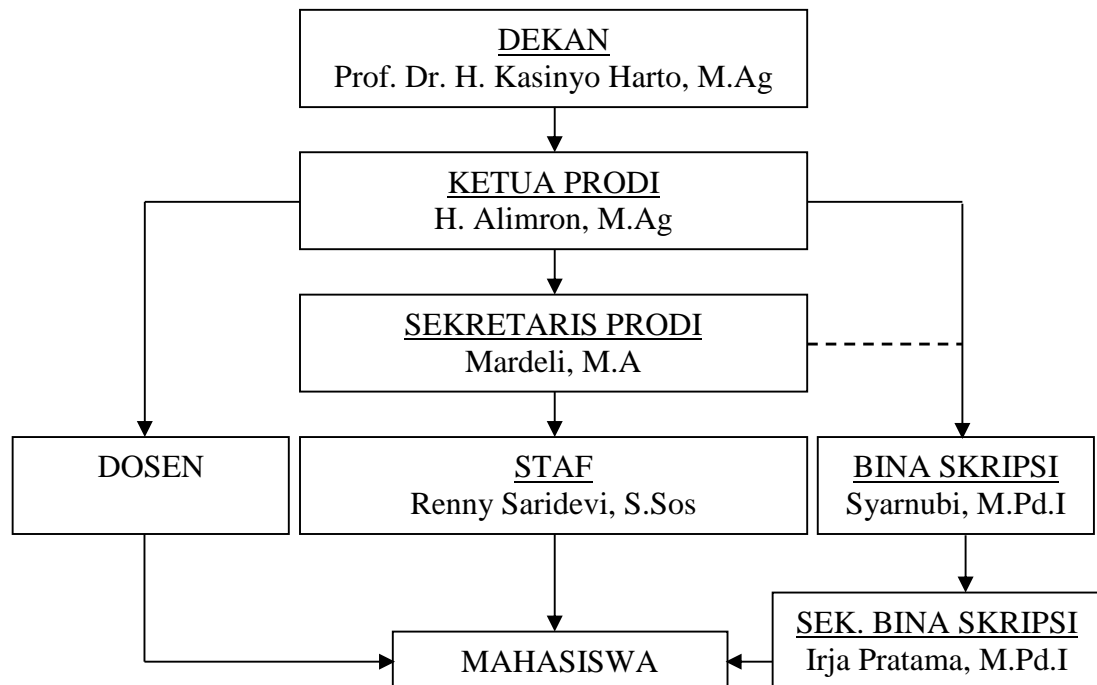 DEKAN
Prof. Dr. H. Kasinyo Harto, M.Ag
KETUA PRODI
H. Alimron, M.Ag
SEKRETARIS PRODI
Mardeli, M.A
DOSEN
STAF
Renny Saridevi, S.Sos
BINA SKRIPSI
Syarnubi, M.Pd.I
SEK. BINA SKRIPSI
Irja Pratama, M.Pd.I
MAHASISWA